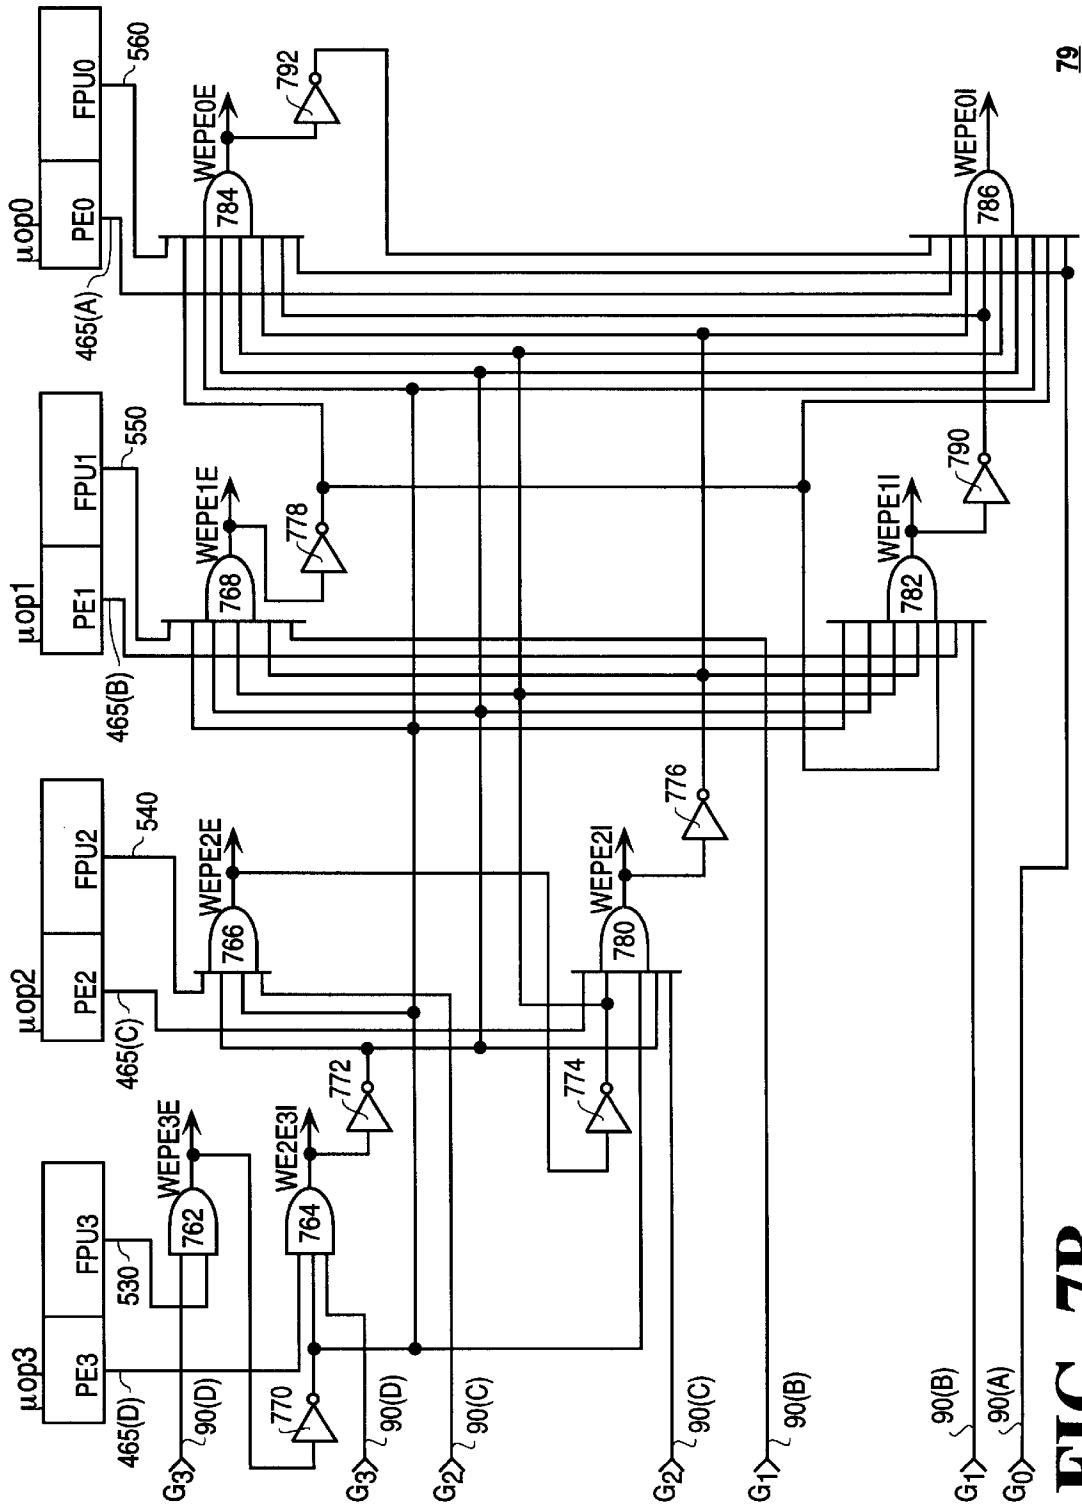 μop3
μop2
μop1
μop0
PE3 FPU3
PE2 FPU2
PE1 FPU1
PE0 FPU0
465(D)
530
465(C)
540
465(B)
550
465(A)
560
WEPE3E
WEPE2E
WEPE1E
WEPE0E
762
766
768
784
792
G3
90(D)
770
764
WE2E3I
772
778
G3
90(D)
G2
90(C)
774
780
WEPE2I
776
G2
90(C)
G1
90(B)
782
WEPE1I
790
786
WEPE0I
G1
90(B)
G0
90(A)
79
FIG